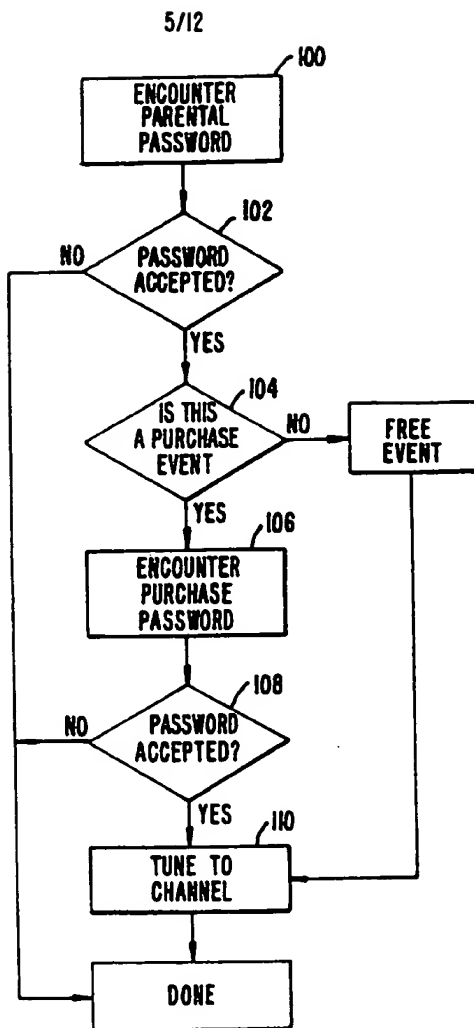 5/12
100
ENCOUNTER
PARENTAL
PASSWORD
102
NO
PASSWORD
ACCEPTED?
YES
104
IS THIS
A PURCHASE
EVENT
NO
FREE
EVENT
YES
106
ENCOUNTER
PURCHASE
PASSWORD
108
NO
PASSWORD
ACCEPTED?
YES
110
TUNE TO
CHANNEL
DONE